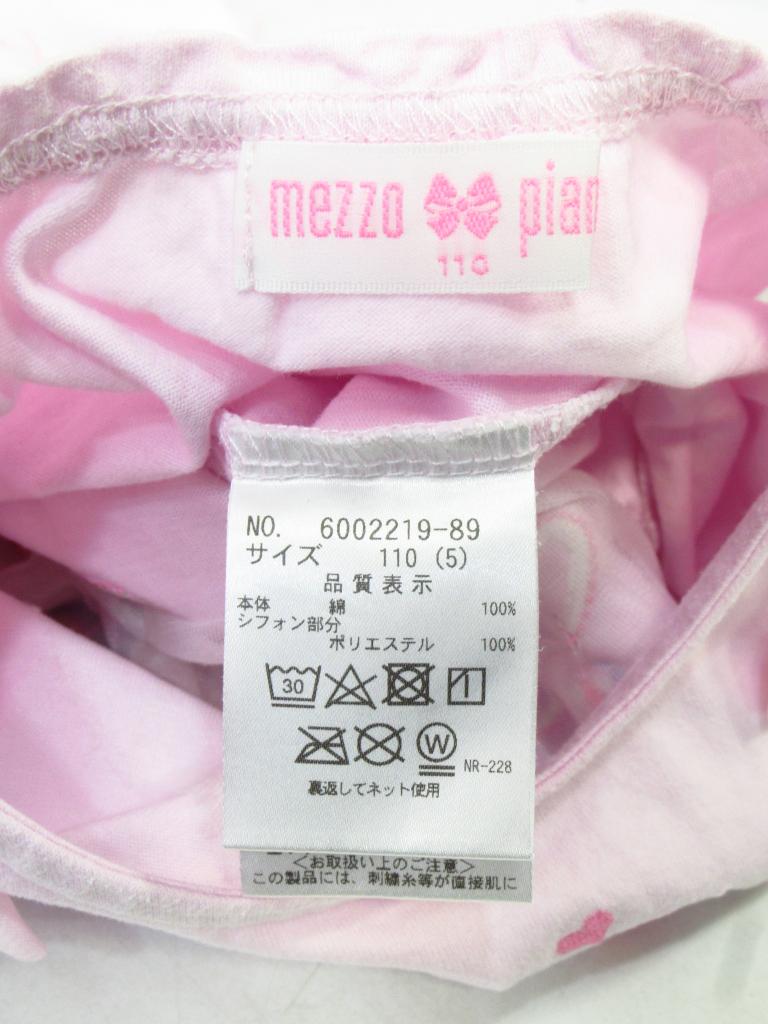 mezzo pian
110
NO. 6002219-89
サイズ 110 (5)
品質表示
本体 綿 100%
シフォン部分
ポリエステル 100%
30
W
NR-228
裏返してネット使用
<お取扱い上のご注意>
この製品には、刺繍糸等が直接肌に